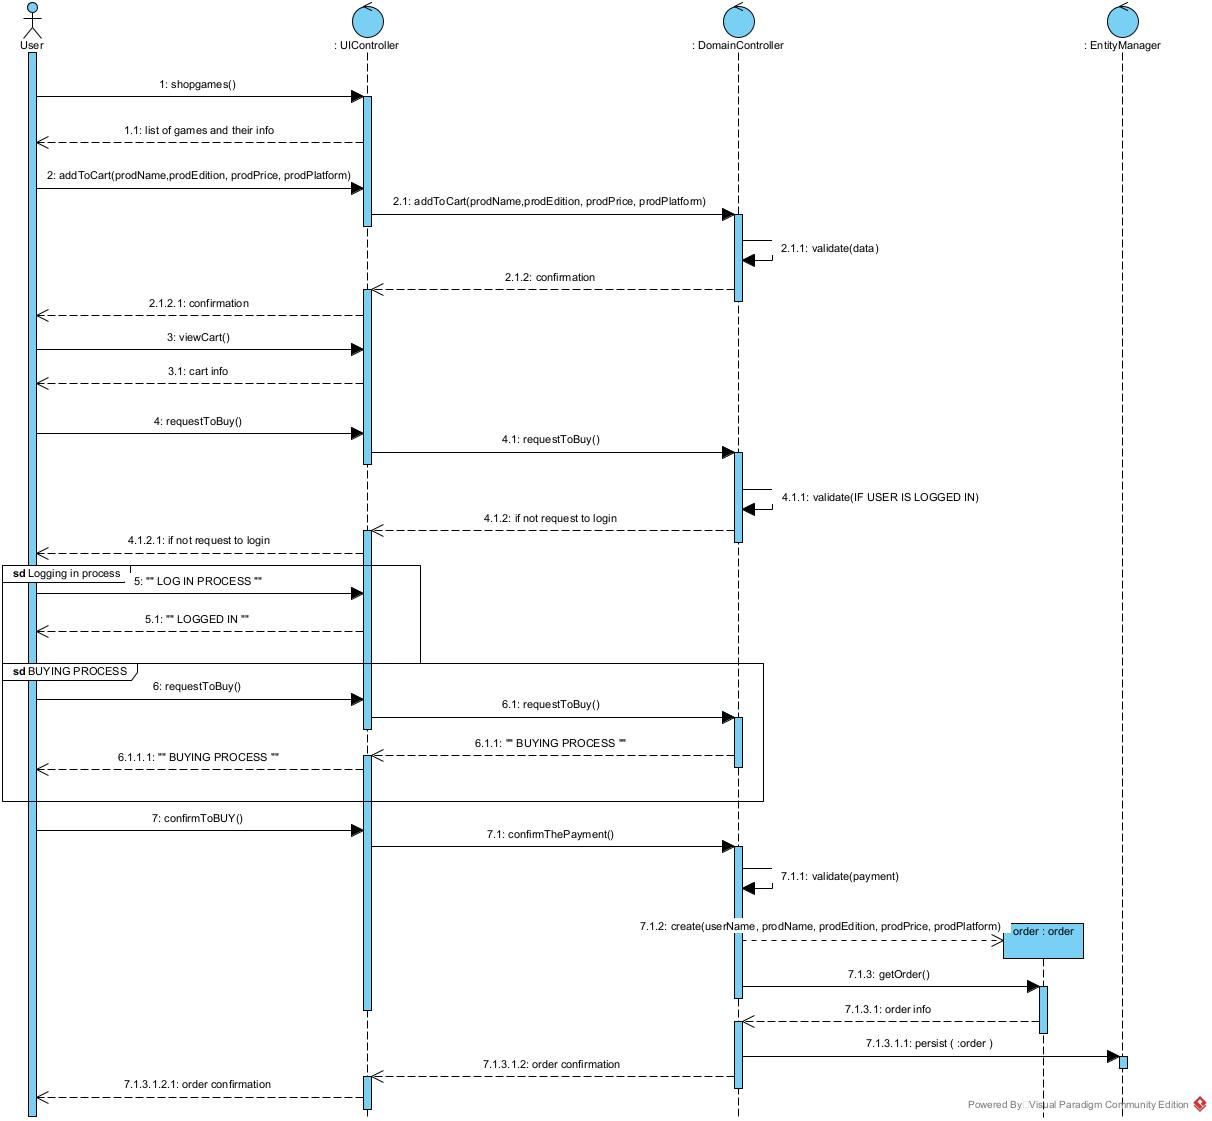 User
: UIController
: DomainController
: EntityManager
1: shopgames()
1.1: list of games and their info
2: addToCart(prodName,prodEdition, prodPrice, prodPlatform)
2.1: addToCart(prodName,prodEdition, prodPrice, prodPlatform)
2.1.1: validate(data)
2.1.2: confirmation
2.1.2.1: confirmation
3: viewCart()
3.1: cart info
4: requestToBuy()
4.1: requestToBuy()
4.1.1: validate(IF USER IS LOGGED IN)
4.1.2: if not request to login
4.1.2.1: if not request to login
sd Logging in process
5: "" LOG IN PROCESS ""
5.1: "" LOGGED IN ""
sd BUYING PROCESS
6: requestToBuy()
6.1: requestToBuy()
6.1.1: "" BUYING PROCESS ""
6.1.1.1: "" BUYING PROCESS ""
7: confirmToBUY()
7.1: confirmThePayment()
7.1.1: validate(payment)
7.1.2: create(userName, prodName, prodEdition, prodPrice, prodPlatform)
order : order
7.1.3: getOrder()
7.1.3.1: order info
7.1.3.1.1: persist ( :order )
7.1.3.1.2: order confirmation
7.1.3.1.2.1: order confirmation
Powered By Visual Paradigm Community Edition